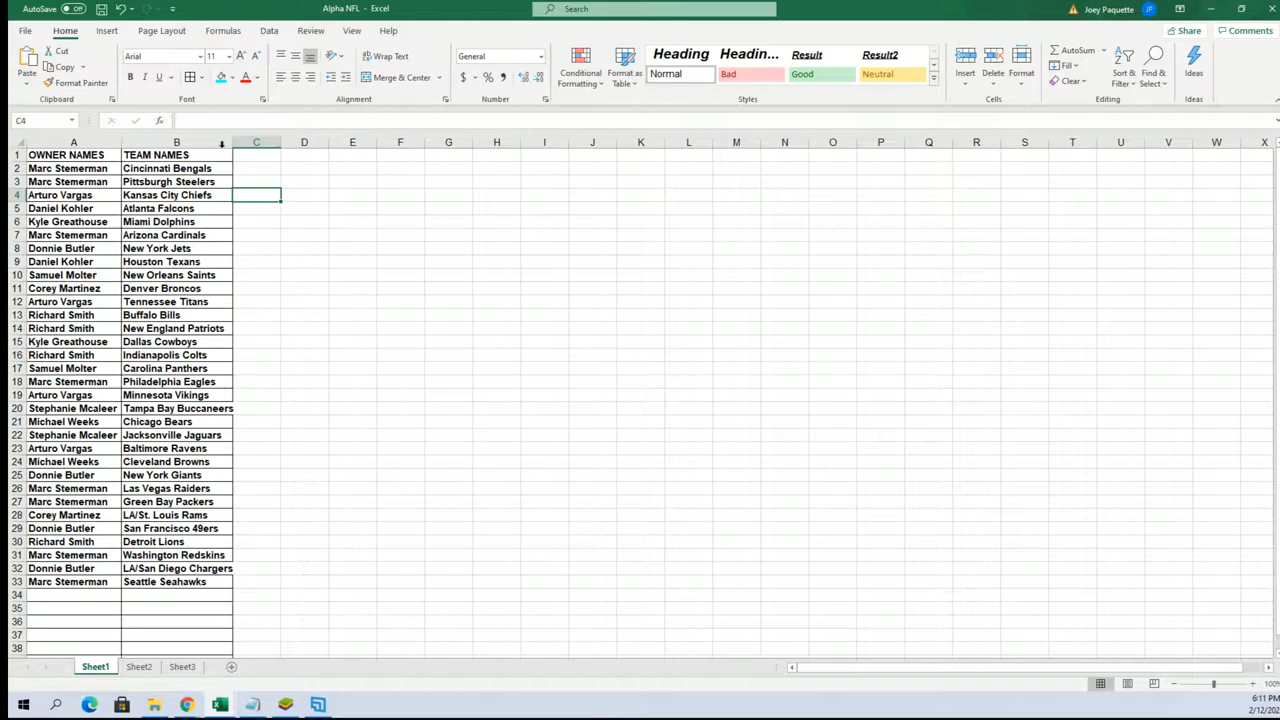 AutoSave Off
Alpha NFL - Excel
Search
Joey Paquette JP
File Home Insert Page Layout Formulas Data Review View Help
Share Comments
Paste
Cut
Copy
Format Painter
Clipboard
Arial 11
B I U
Font
Wrap Text
Merge & Center
Alignment
General
$ % ,
Number
Conditional Formatting
Format as Table
Heading Headin... Result Result2
Normal Bad Good Neutral
Styles
Insert Delete Format
Cells
AutoSum
Fill
Clear
Sort & Filter
Find & Select
Editing
Ideas
Ideas
C4 fx
A B C D E F G H I J K L M N O P Q R S T U V W X
1 OWNER NAMES TEAM NAMES
2 Marc Stemerman Cincinnati Bengals
3 Marc Stemerman Pittsburgh Steelers
4 Arturo Vargas Kansas City Chiefs
5 Daniel Kohler Atlanta Falcons
6 Kyle Greathouse Miami Dolphins
7 Marc Stemerman Arizona Cardinals
8 Donnie Butler New York Jets
9 Daniel Kohler Houston Texans
10 Samuel Molter New Orleans Saints
11 Corey Martinez Denver Broncos
12 Arturo Vargas Tennessee Titans
13 Richard Smith Buffalo Bills
14 Richard Smith New England Patriots
15 Kyle Greathouse Dallas Cowboys
16 Richard Smith Indianapolis Colts
17 Samuel Molter Carolina Panthers
18 Marc Stemerman Philadelphia Eagles
19 Arturo Vargas Minnesota Vikings
20 Stephanie Mcaleer Tampa Bay Buccaneers
21 Michael Weeks Chicago Bears
22 Stephanie Mcaleer Jacksonville Jaguars
23 Arturo Vargas Baltimore Ravens
24 Michael Weeks Cleveland Browns
25 Donnie Butler New York Giants
26 Marc Stemerman Las Vegas Raiders
27 Marc Stemerman Green Bay Packers
28 Corey Martinez LA/St. Louis Rams
29 Donnie Butler San Francisco 49ers
30 Richard Smith Detroit Lions
31 Marc Stemerman Washington Redskins
32 Donnie Butler LA/San Diego Chargers
33 Marc Stemerman Seattle Seahawks
34
35
36
37
38
Sheet1 Sheet2 Sheet3
100%
6:11 PM
2/12/202